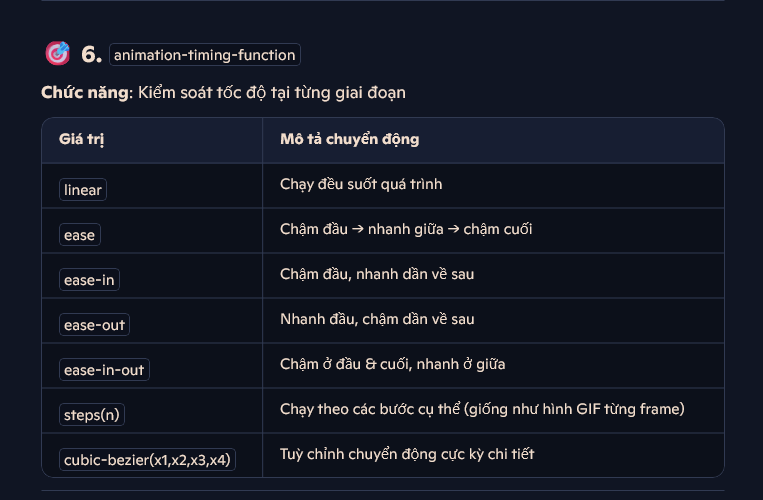 🎯 6. animation-timing-function
Chức năng: Kiểm soát tốc độ tại từng giai đoạn
Giá trị Mô tả chuyển động
linear Chạy đều suốt quá trình
ease Chậm đầu → nhanh giữa → chậm cuối
ease-in Chậm đầu, nhanh dần về sau
ease-out Nhanh đầu, chậm dần về sau
ease-in-out Chậm ở đầu & cuối, nhanh ở giữa
steps(n) Chạy theo các bước cụ thể (giống như hình GIF từng frame)
cubic-bezier(x1,x2,x3,x4) Tuỳ chỉnh chuyển động cực kỳ chi tiết